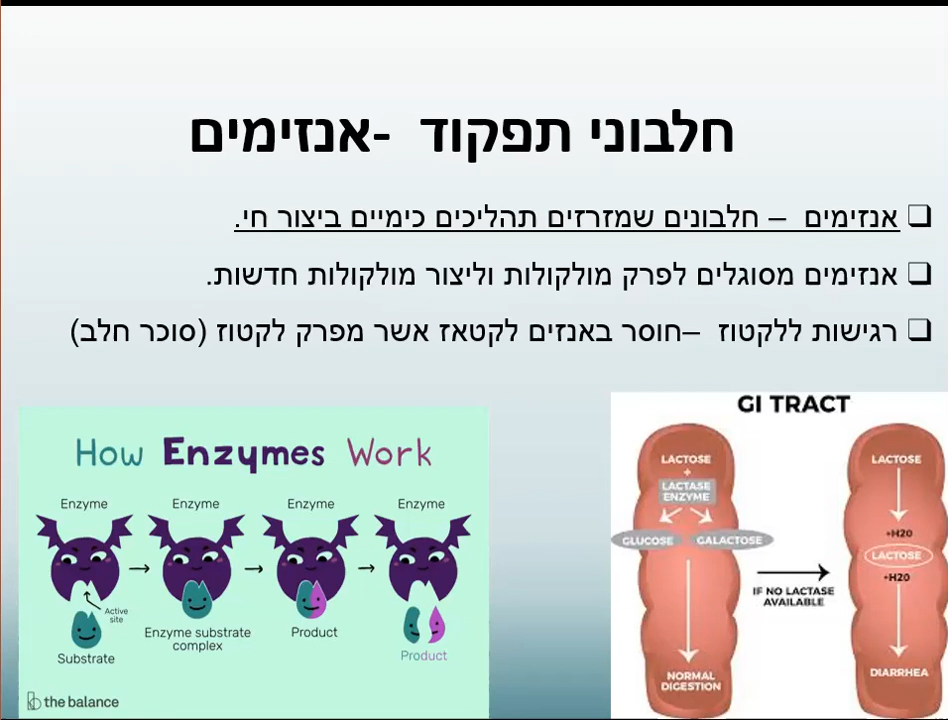 חלבוני תפקוד -אנזימים
אנזימים – חלבונים שמזרזים תהליכים כימיים ביצור חי.
אנזימים מסוגלים לפרק מולקולות וליצור מולקולות חדשות.
רגישות ללקטוז –חוסר באנזים לקטאז אשר מפרק לקטוז (סוכר חלב)
How Enzymes Work
Enzyme
Enzyme
Enzyme
Enzyme
Active
site
Substrate
Enzyme substrate
complex
Product
Product
the balance
GI TRACT
LACTOSE
+
LACTASE
ENZYME
GLUCOSE
GALACTOSE
NORMAL
DIGESTION
IF NO LACTASE
AVAILABLE
LACTOSE
+H20
LACTOSE
+H20
DIARRHEA